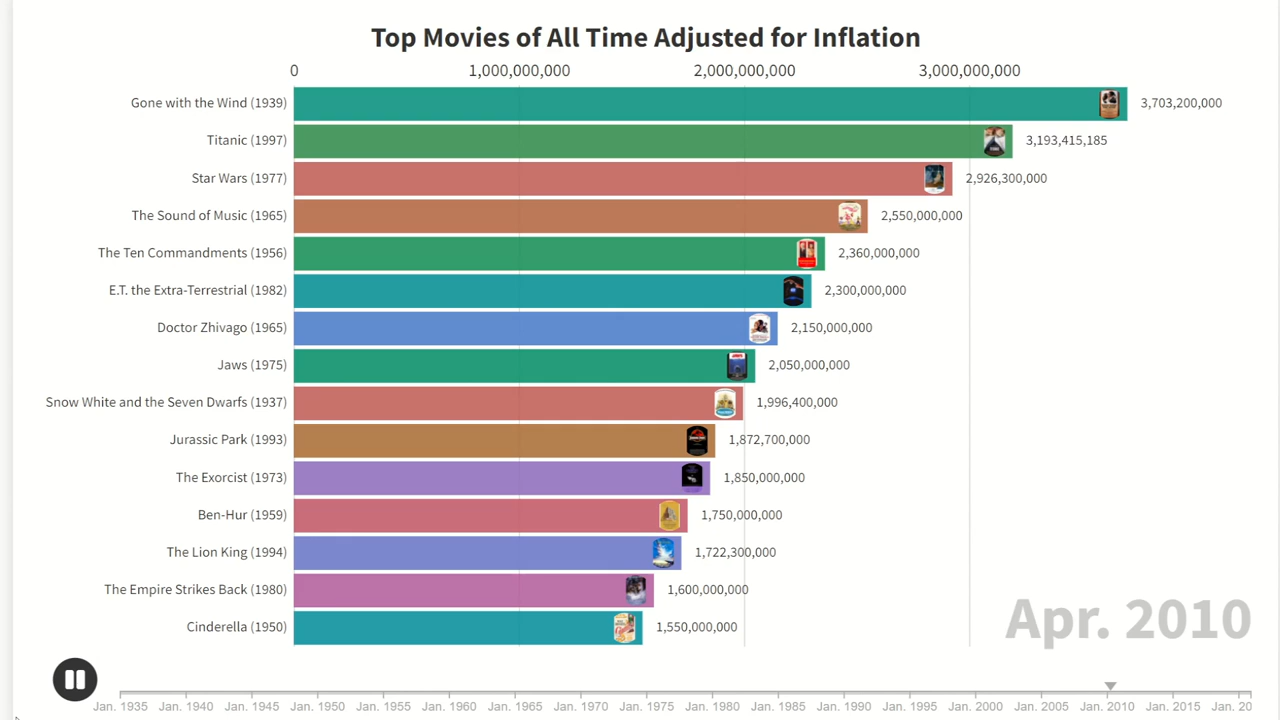 Top Movies of All Time Adjusted for Inflation
0 1,000,000,000 2,000,000,000 3,000,000,000
Gone with the Wind (1939) 3,703,200,000
Titanic (1997) 3,193,415,185
Star Wars (1977) 2,926,300,000
The Sound of Music (1965) 2,550,000,000
The Ten Commandments (1956) 2,360,000,000
E.T. the Extra-Terrestrial (1982) 2,300,000,000
Doctor Zhivago (1965) 2,150,000,000
Jaws (1975) 2,050,000,000
Snow White and the Seven Dwarfs (1937) 1,996,400,000
Jurassic Park (1993) 1,872,700,000
The Exorcist (1973) 1,850,000,000
Ben-Hur (1959) 1,750,000,000
The Lion King (1994) 1,722,300,000
The Empire Strikes Back (1980) 1,600,000,000
Cinderella (1950) 1,550,000,000
Apr. 2010
Jan. 1935 Jan. 1940 Jan. 1945 Jan. 1950 Jan. 1955 Jan. 1960 Jan. 1965 Jan. 1970 Jan. 1975 Jan. 1980 Jan. 1985 Jan. 1990 Jan. 1995 Jan. 2000 Jan. 2005 Jan. 2010 Jan. 2015 Jan. 20